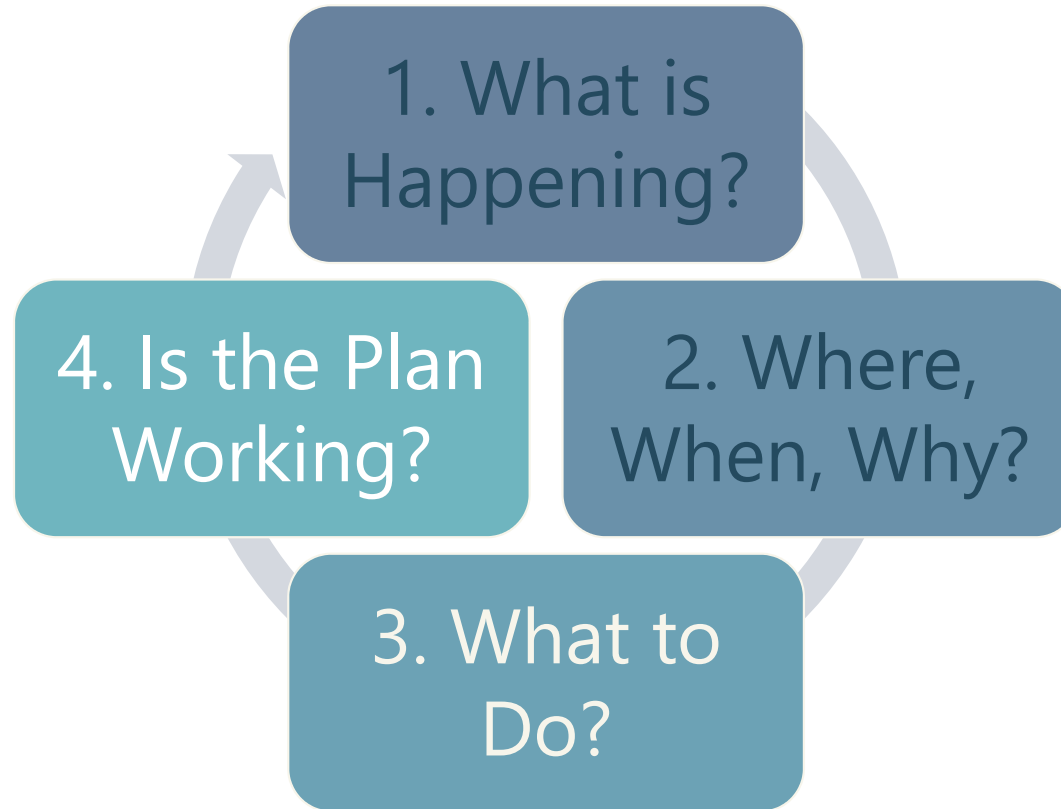 1. What is
Happening?
2. Where,
When, Why?
3. What to
Do?
4. Is the Plan
Working?